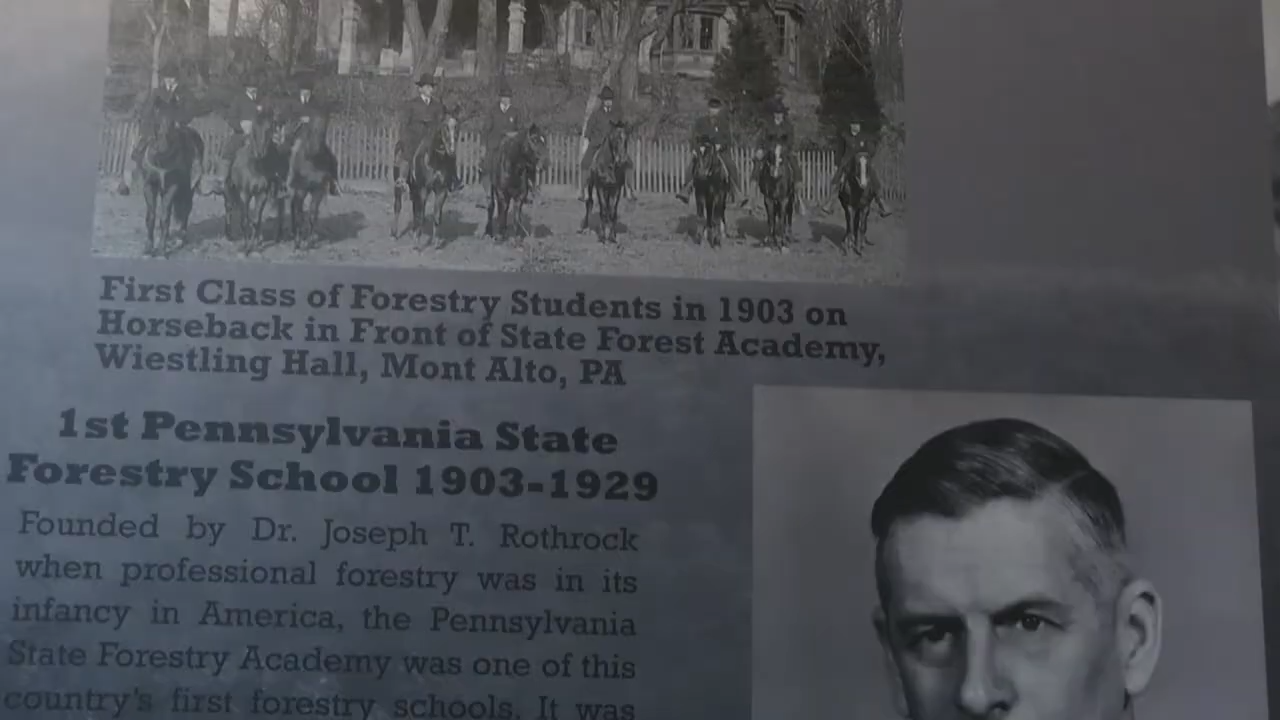 First Class of Forestry Students in 1903 on
Horseback in Front of State Forest Academy,
Wiestling Hall, Mont Alto, PA
1st Pennsylvania State
Forestry School 1903-1929
Founded by Dr. Joseph T. Rothrock
when professional forestry was in its
infancy in America, the Pennsylvania
State Forestry Academy was one of this
country's first forestry schools. It was